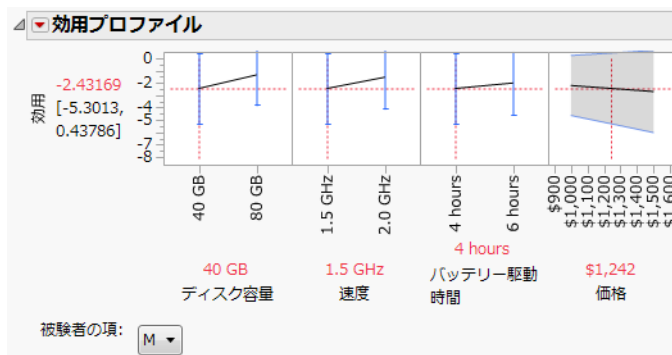 効用プロファイル
効用
-2.43169
[-5.3013,
0.43786]
0
-2
-4
-5
-7
-8
40 GB
80 GB
1.5 GHz
2.0 GHz
4 hours
6 hours
$900
$1,000
$1,100
$1,200
$1,300
$1,400
$1,500
$1,600
40 GB
ディスク容量
1.5 GHz
速度
4 hours
バッテリー駆動
時間
$1,242
価格
被験者の項:
M